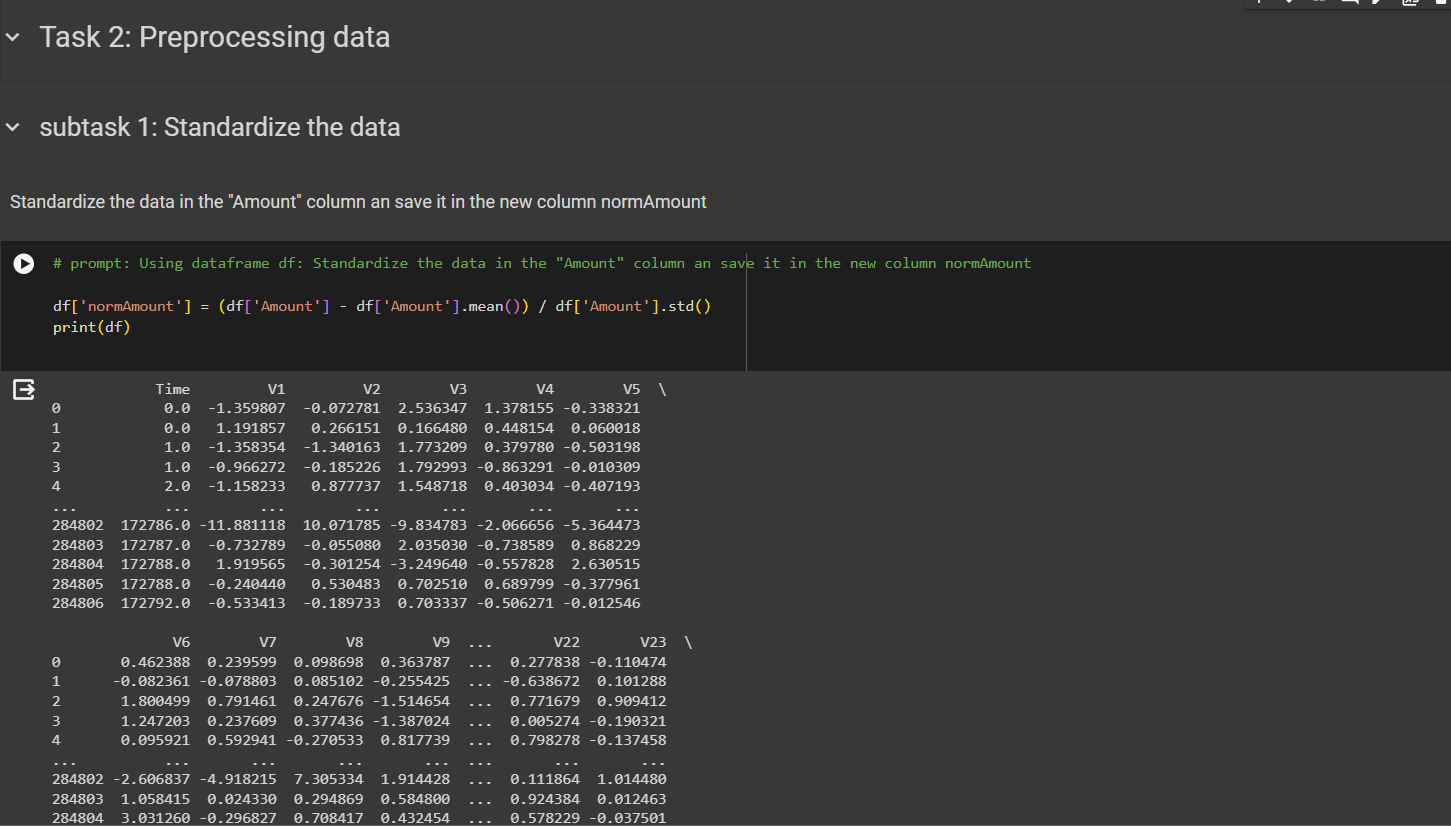 Task 2: Preprocessing data
subtask 1: Standardize the data
Standardize the data in the "Amount" column an save it in the new column normAmount
# prompt: Using dataframe df: Standardize the data in the "Amount" column an save it in the new column normAmount
df['normAmount'] = (df['Amount'] - df['Amount'].mean()) / df['Amount'].std()
print(df)
Time V1 V2 V3 V4 V5 \
0 0.0 -1.359807 -0.072781 2.536347 1.378155 -0.338321
1 0.0 1.191857 0.266151 0.166480 0.448154 0.060018
2 1.0 -1.358354 -1.340163 1.773209 0.379780 -0.503198
3 1.0 -0.966272 -0.185226 1.792993 -0.863291 -0.010309
4 2.0 -1.158233 0.877737 1.548718 0.403034 -0.407193
... ... ... ... ... ... ...
284802 172786.0 -11.881118 10.071785 -9.834783 -2.066656 -5.364473
284803 172787.0 -0.732789 -0.055080 2.035030 -0.738589 0.868229
284804 172788.0 1.919565 -0.301254 -3.249640 -0.557828 2.630515
284805 172788.0 -0.240440 0.530483 0.702510 0.689799 -0.377961
284806 172792.0 -0.533413 -0.189733 0.703337 -0.506271 -0.012546
V6 V7 V8 V9 ... V22 V23 \
0 0.462388 0.239599 0.098698 0.363787 ... 0.277838 -0.110474
1 -0.082361 -0.078803 0.085102 -0.255425 ... -0.638672 0.101288
2 1.800499 0.791461 0.247676 -1.514654 ... 0.771679 0.909412
3 1.247203 0.237609 0.377436 -1.387024 ... 0.005274 -0.190321
4 0.095921 0.592941 -0.270533 0.817739 ... 0.798278 -0.137458
... ... ... ... ... ... ... ...
284802 -2.606837 -4.918215 7.305334 1.914428 ... 0.111864 1.014480
284803 1.058415 0.024330 0.294869 0.584800 ... 0.924384 0.012463
284804 3.031260 -0.296827 0.708417 0.432454 ... 0.578229 -0.037501